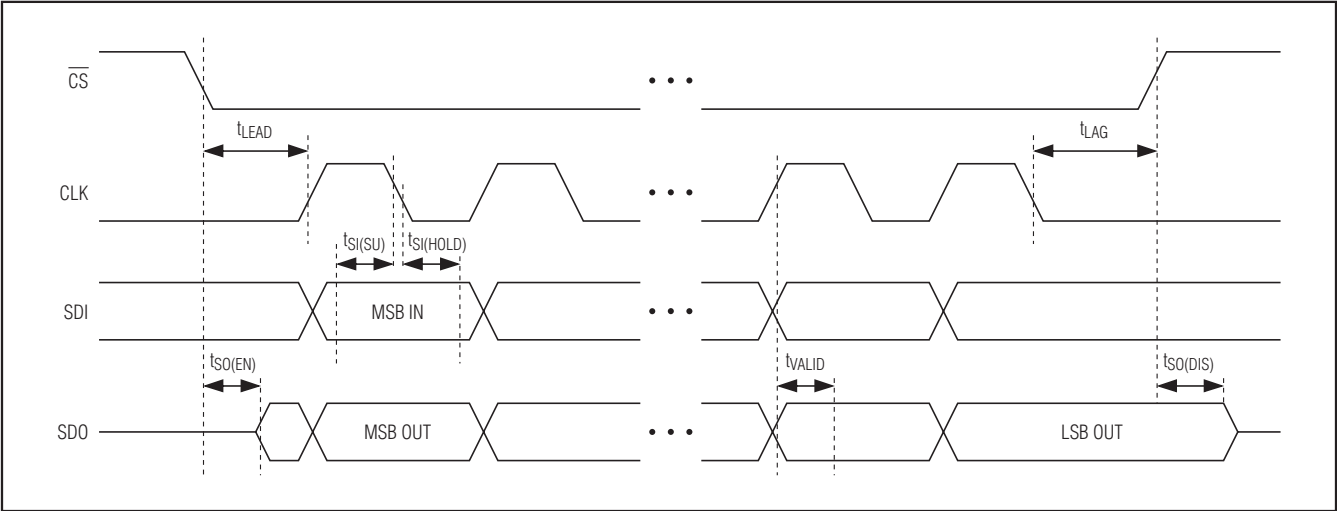 CS
tLEAD
tLAG
CLK
tSI(SU)
tSI(HOLD)
SDI
MSB IN
tSO(EN)
tVALID
tSO(DIS)
SDO
MSB OUT
LSB OUT